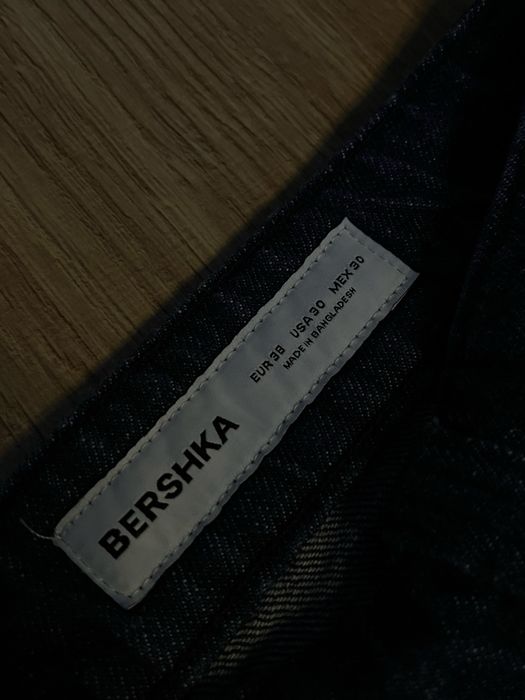 BERSHKA
EUR 38 USA 30 MEX 30
MADE IN BANGLADESH